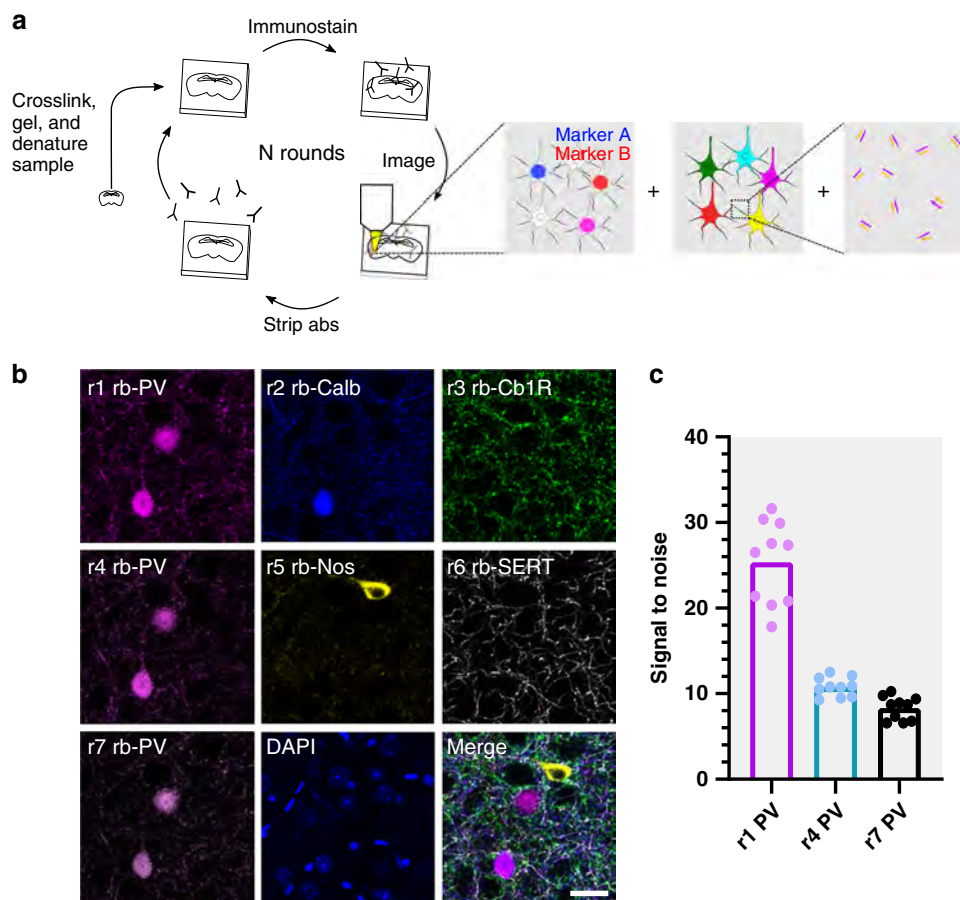 a
Immunostain
Crosslink,
gel, and
denature
sample
N rounds
Image
Strip abs
Marker A
Marker B
+
+
b
r1 rb-PV
r2 rb-Calb
r3 rb-Cb1R
r4 rb-PV
r5 rb-Nos
r6 rb-SERT
r7 rb-PV
DAPI
Merge
c
Signal to noise
40
30
20
10
0
r1 PV
r4 PV
r7 PV